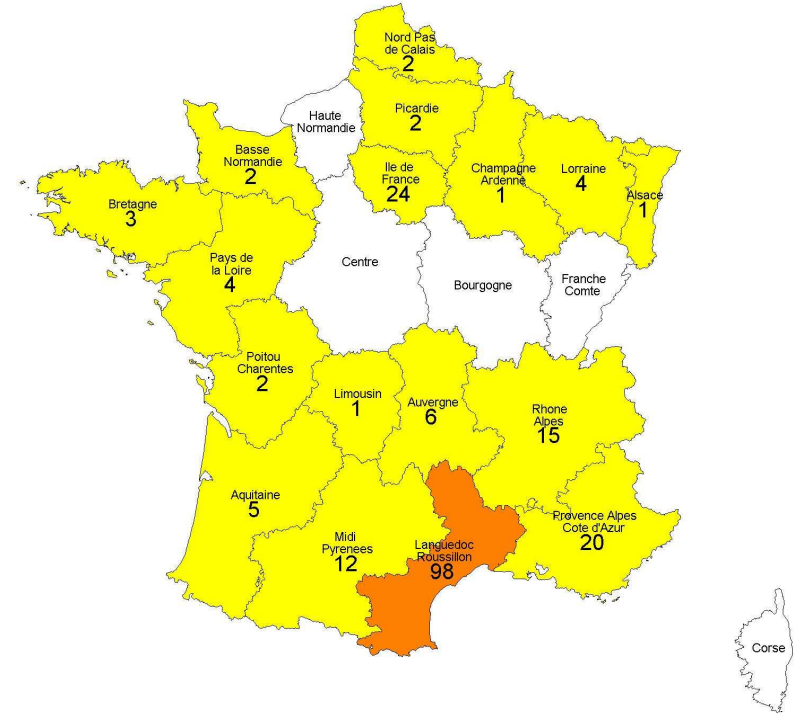 Nord Pas
de Calais
2
Haute
Normandie
Picardie
2
Basse
Normandie
2
Ile de
France
24
Champagne
Ardenne
1
Lorraine
4
Alsace
1
Bretagne
3
Pays de
la Loire
4
Centre
Bourgogne
Franche
Comte
Poitou
Charentes
2
Limousin
1
Auvergne
6
Rhone
Alpes
15
Aquitaine
5
Midi
Pyrenees
12
Languedoc
Roussillon
98
Provence Alpes
Cote d'Azur
20
Corse